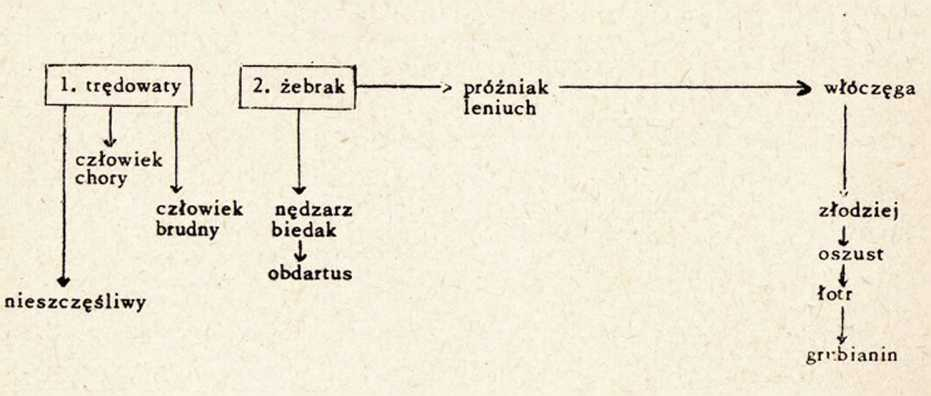 1. trędowaty
2. żebrak
próżniak
leniuch
włóczęga
człowiek
chory
człowiek
brudny
nędzarz
biedak
obdartus
nieszczęśliwy
złodziej
oszust
łotr
grubianin